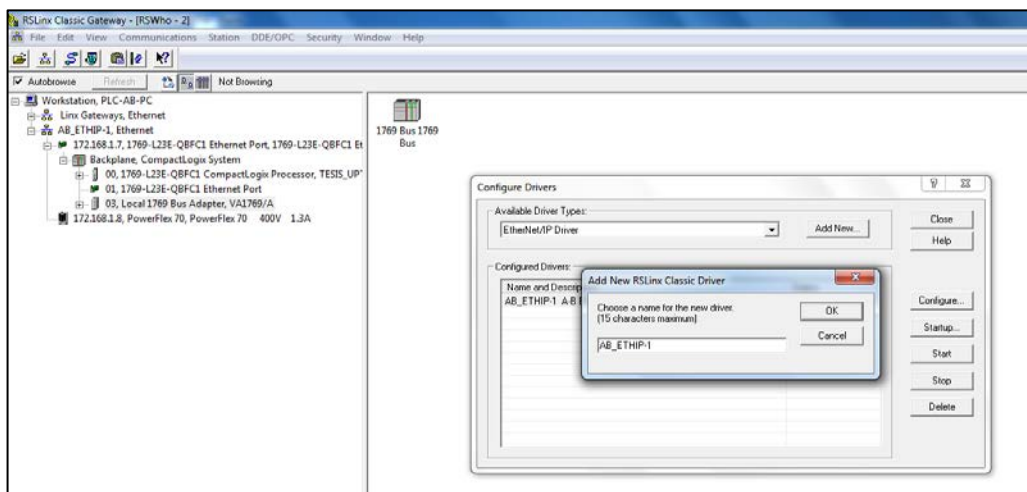 RSLinx Classic Gateway - [RSWho - 2]
File Edit View Communications Station DDE/OPC Security Window Help
Autobrowse Refresh Not Browsing
Workstation, PLC-AB-PC
Linx Gateways, Ethernet
AB_ETHIP-1, Ethernet
172.168.1.7, 1769-L23E-QBFC1 Ethernet Port, 1769-L23E-QBFC1 Et
Backplane, CompactLogix System
00, 1769-L23E-QBFC1 CompactLogix Processor, TESIS_UP
01, 1769-L23E-QBFC1 Ethernet Port
03, Local 1769 Bus Adapter, VA1769/A
172.168.1.8, PowerFlex 70, PowerFlex 70 400V 1.3A
1769 Bus 1769
Bus
Configure Drivers
Available Driver Types:
EtherNet/IP Driver
Add New...
Close
Help
Configured Drivers:
Name and Descrip
AB_ETHIP-1 A-B
Configure...
Startup...
Start
Stop
Delete
Add New RSLinx Classic Driver
Choose a name for the new driver.
(15 characters maximum)
AB_ETHIP-1
OK
Cancel